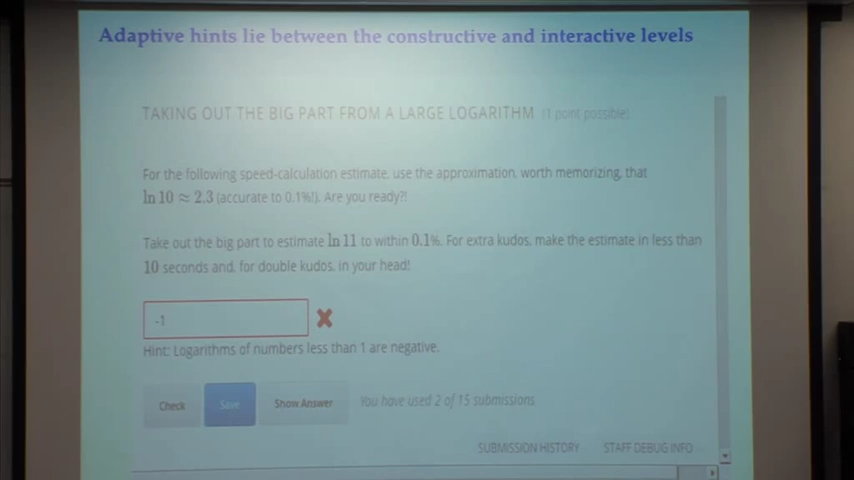 Adaptive hints lie between the constructive and interactive levels
TAKING OUT THE BIG PART FROM A LARGE LOGARITHM (1 point possible)
For the following speed-calculation estimate, use the approximation, worth memorizing, that
ln 10 ≈ 2.3 (accurate to 0.1%!). Are you ready?!
Take out the big part to estimate ln 11 to within 0.1%. For extra kudos, make the estimate in less than
10 seconds and, for double kudos, in your head!
-1
Hint: Logarithms of numbers less than 1 are negative.
Check Save Show Answer You have used 2 of 15 submissions
SUBMISSION HISTORY STAFF DEBUG INFO